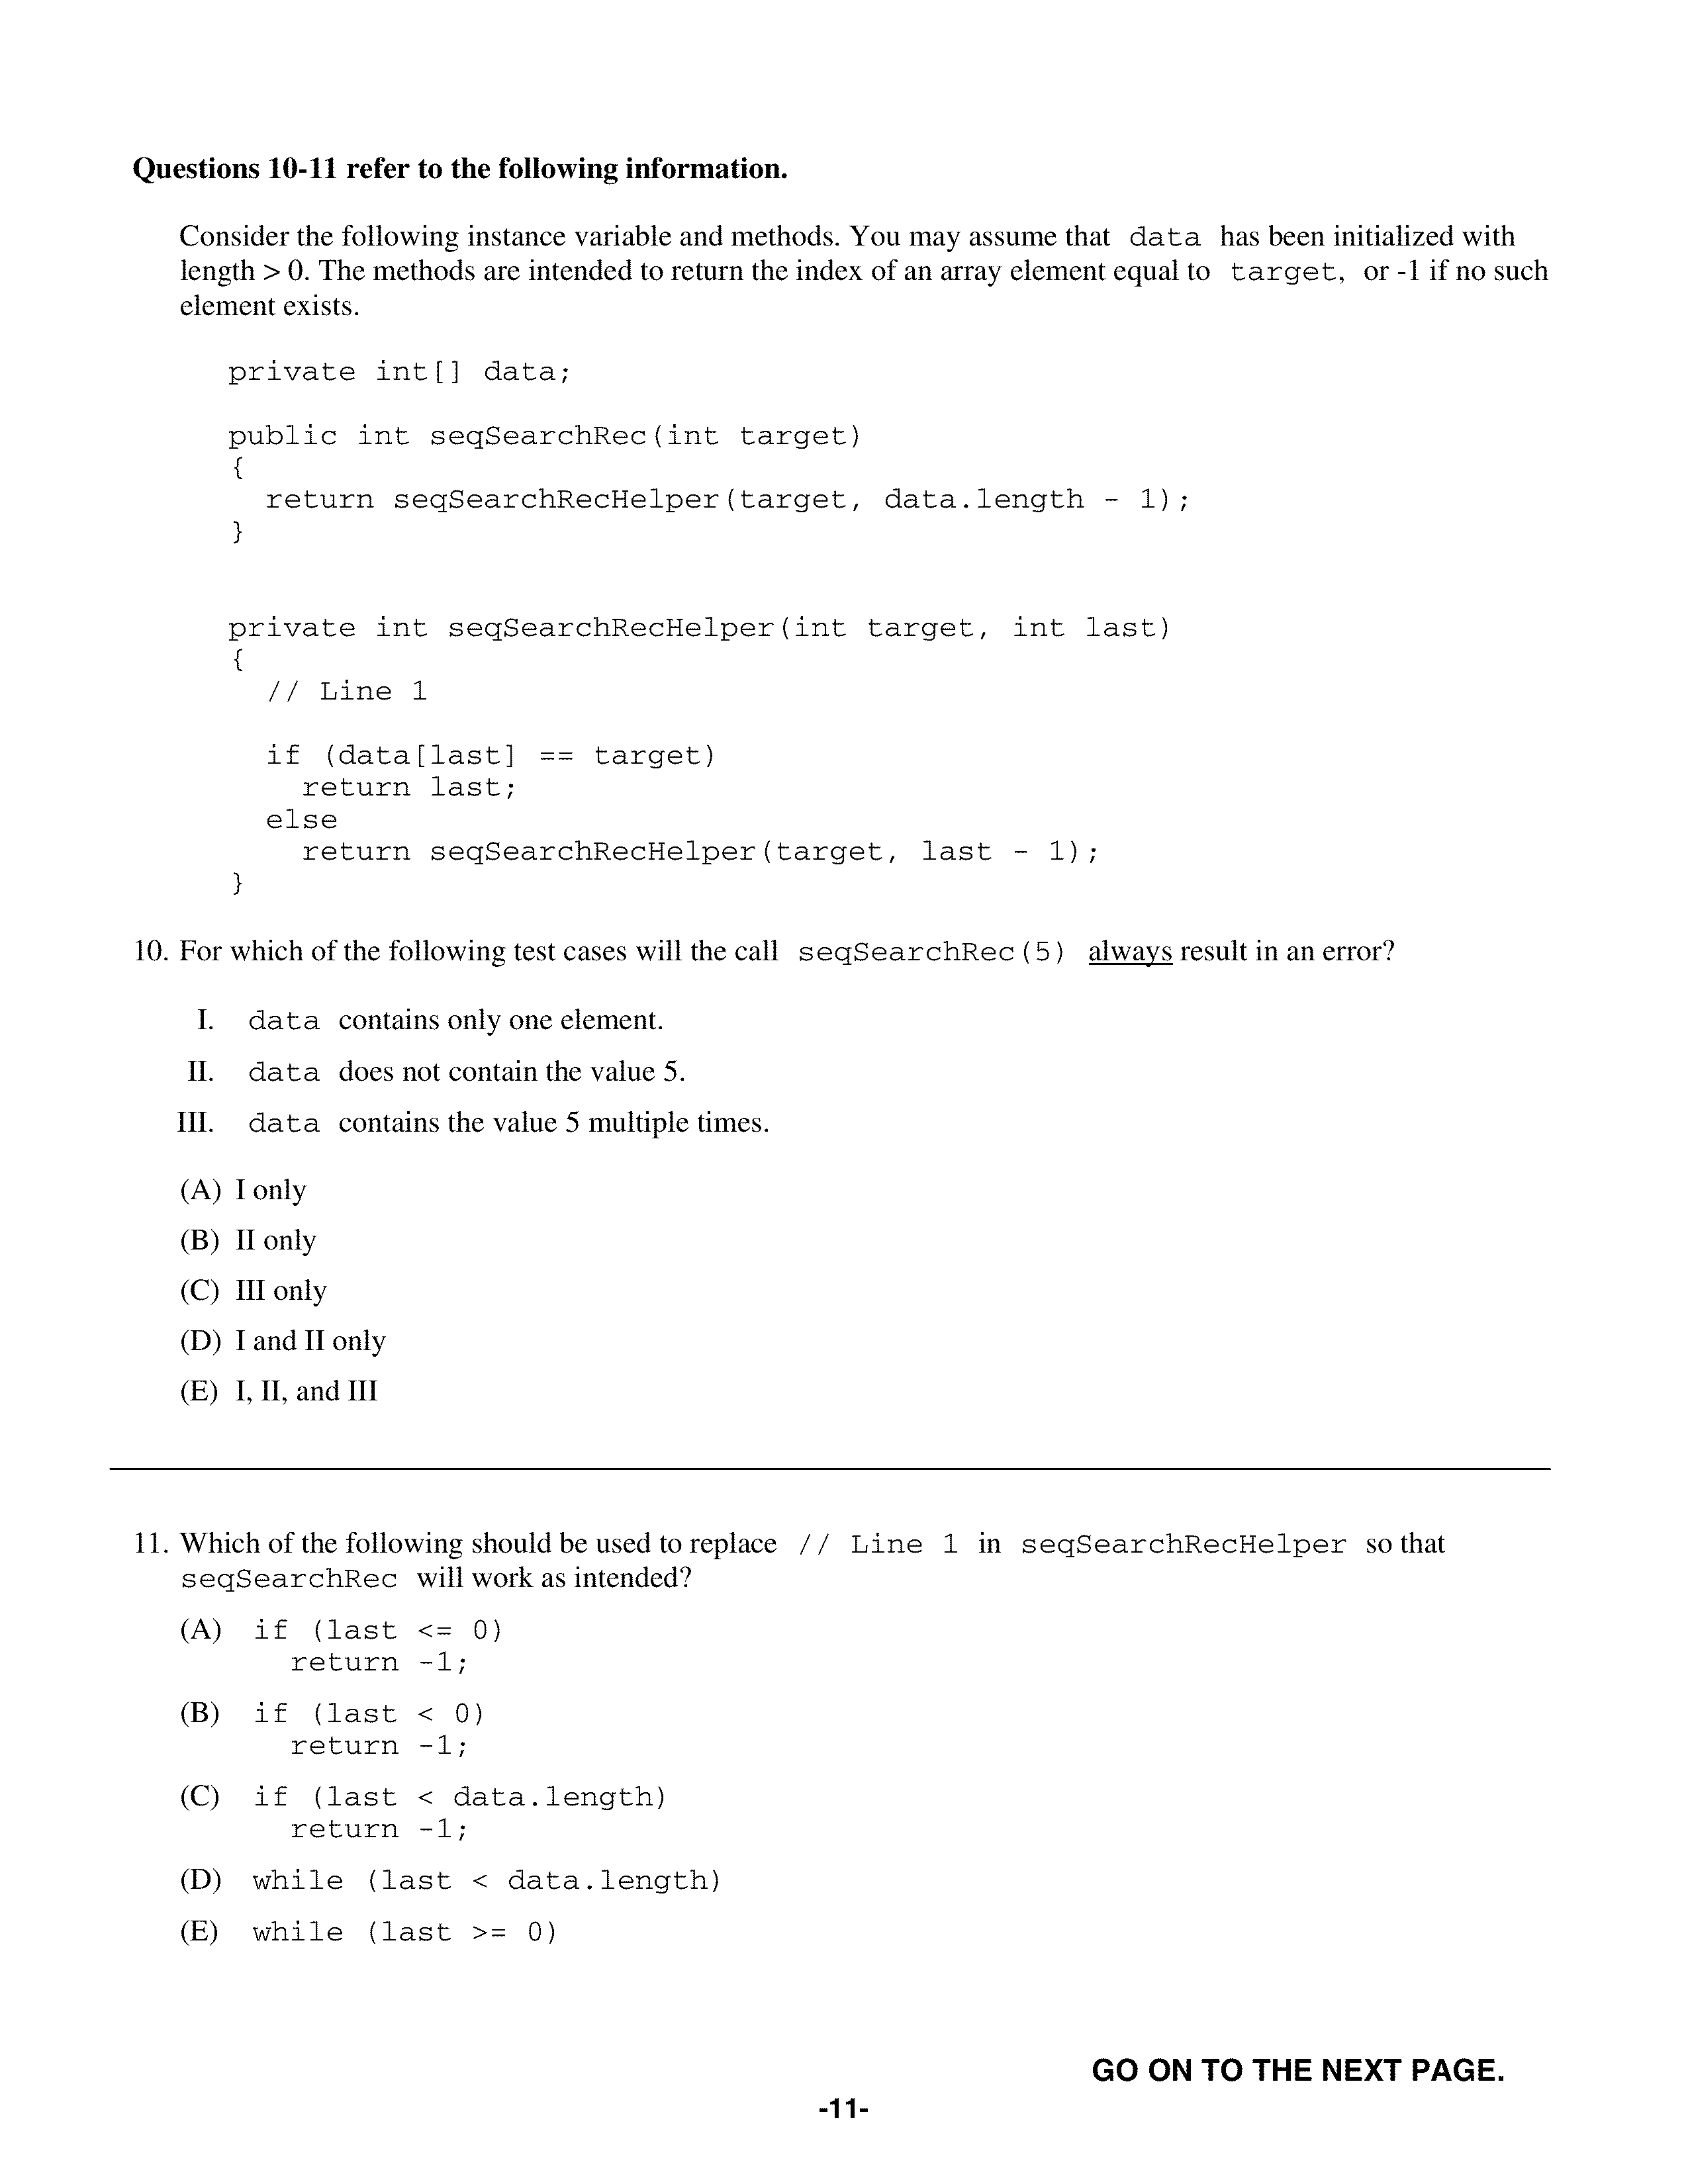 Questions 10-11 refer to the following information.
Consider the following instance variable and methods. You may assume that data has been initialized with
length > 0. The methods are intended to return the index of an array element equal to target, or -1 if no such
element exists.
private int[] data;
public int seqSearchRec(int target)
{
  return seqSearchRecHelper(target, data.length - 1);
}
private int seqSearchRecHelper(int target, int last)
{
  // Line 1
  if (data[last] == target)
    return last;
  else
    return seqSearchRecHelper(target, last - 1);
}
10. For which of the following test cases will the call seqSearchRec(5) always result in an error?
I. data contains only one element.
II. data does not contain the value 5.
III. data contains the value 5 multiple times.
(A) I only
(B) II only
(C) III only
(D) I and II only
(E) I, II, and III
11. Which of the following should be used to replace // Line 1 in seqSearchRecHelper so that
seqSearchRec will work as intended?
(A) if (last <= 0)
return -1;
(B) if (last < 0)
return -1;
(C) if (last < data.length)
return -1;
(D) while (last < data.length)
(E) while (last >= 0)
GO ON TO THE NEXT PAGE.
-11-